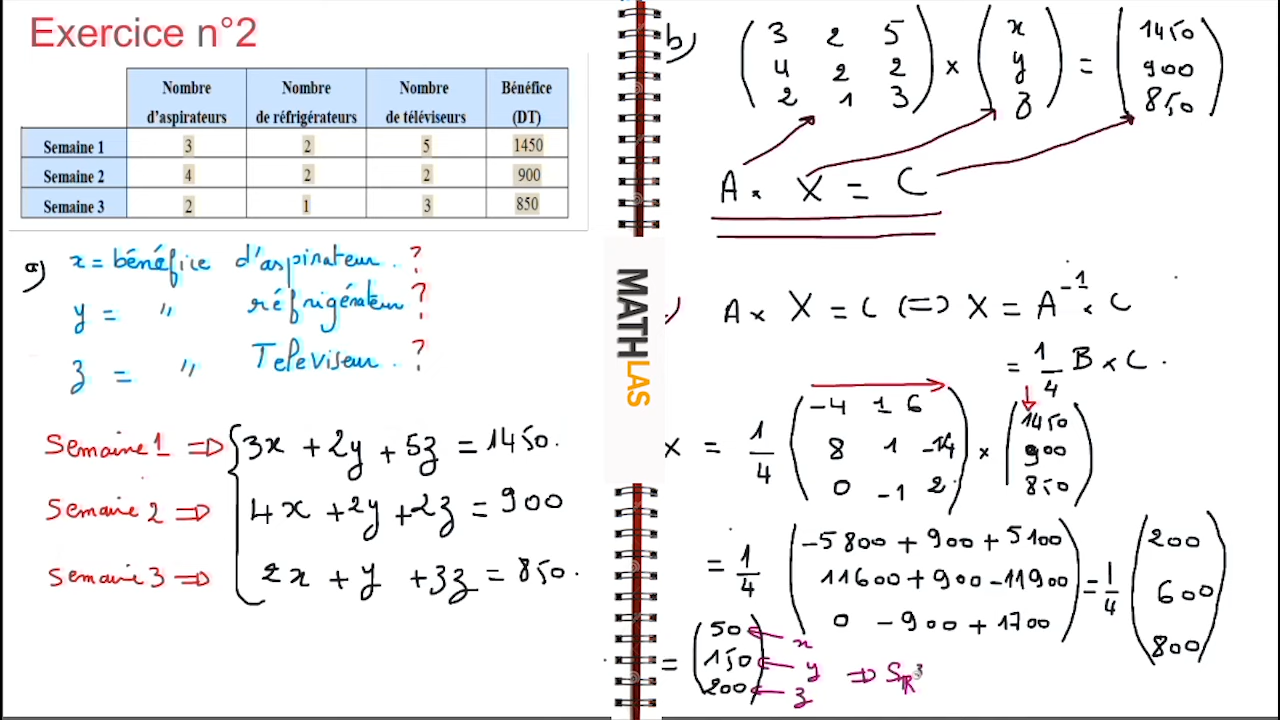 Exercice n°2
Nombre d'aspirateurs | Nombre de réfrigérateurs | Nombre de téléviseurs | Bénéfice (DT)
Semaine 1 | 3 | 2 | 5 | 1450
Semaine 2 | 4 | 2 | 2 | 900
Semaine 3 | 2 | 1 | 3 | 850
a) x = bénéfice d'aspirateur . ?
y = " réfrigérateur ?
z = " Televiseur . ?
Semaine 1 => 3x + 2y + 5z = 1450.
Semaine 2 => 4x + 2y + 2z = 900
Semaine 3 => 2x + y + 3z = 850.
MATHLAS
b) ( 3 2 5 ) ( x ) ( 1450 )
( 4 2 2 ) × ( y ) = ( 900 )
( 2 1 3 ) ( z ) ( 850 )
A × X = C
) A × X = C <=> X = A⁻¹ × C
= 1/4 B × C .
( -4 1 6 ) ( 1450 )
X = 1/4 ( 8 1 -14 ) × ( 900 )
( 0 -1 2 ) ( 850 )
( -5800 + 900 + 5100 ) ( 200 )
= 1/4 ( 11600 + 900 - 11900 ) = 1/4 ( 600 )
( 0 - 900 + 1700 ) ( 800 )
( 50 ) x
= ( 150 ) y => S_IR³
( 200 ) z